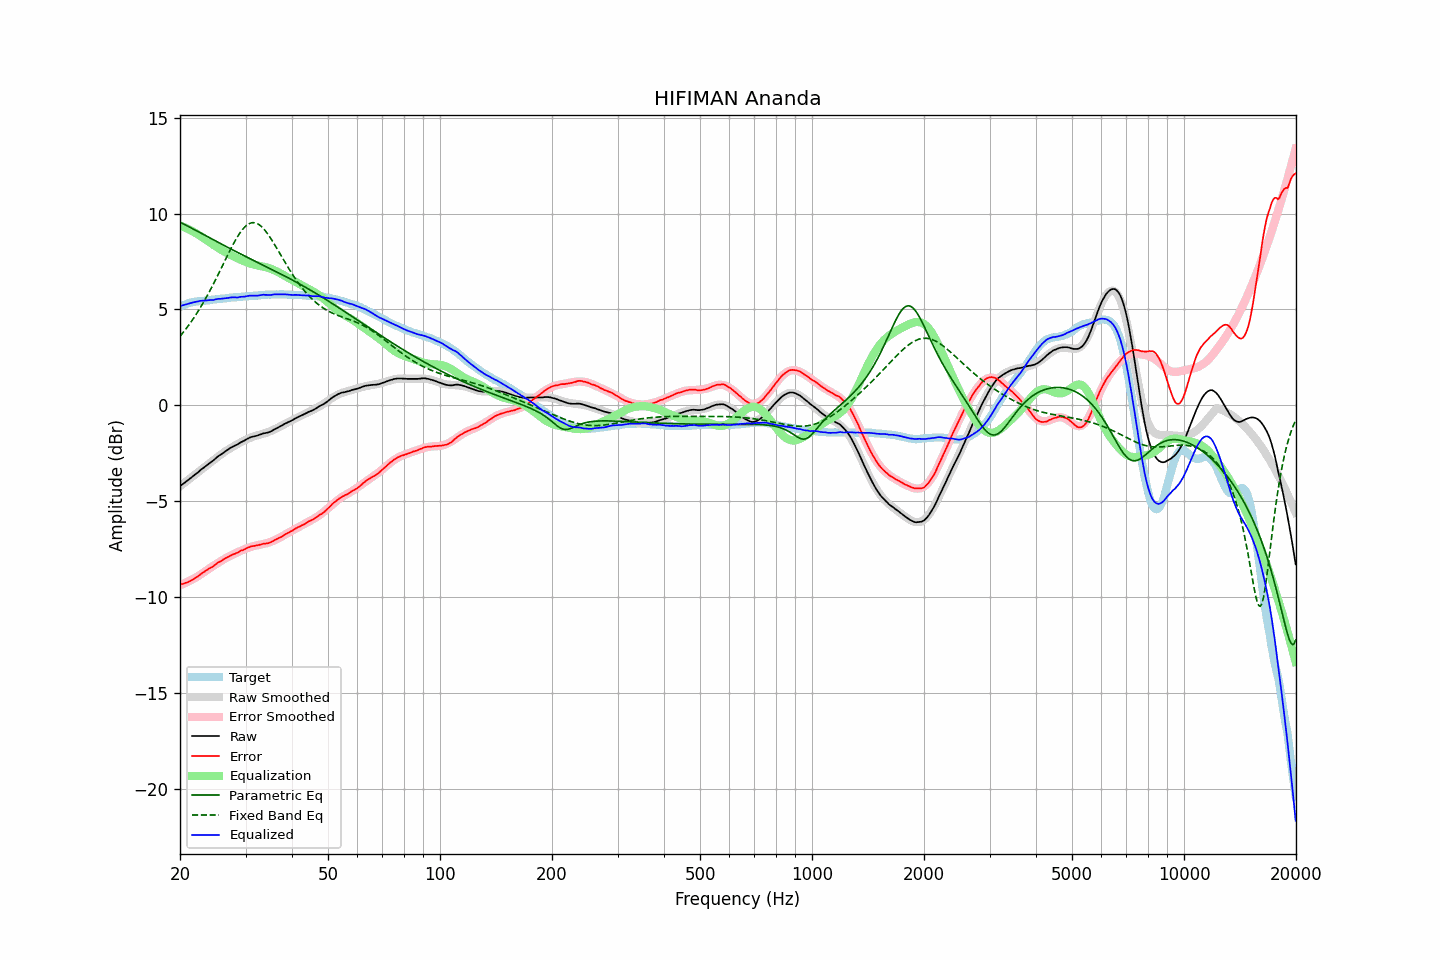 HIFIMAN Ananda
15
10
5
0
−5
−10
−15
−20
Amplitude (dBr)
Target
Raw Smoothed
Error Smoothed
Raw
Error
Equalization
Parametric Eq
Fixed Band Eq
Equalized
20 50 100 200 500 1000 2000 5000 10000 20000
Frequency (Hz)